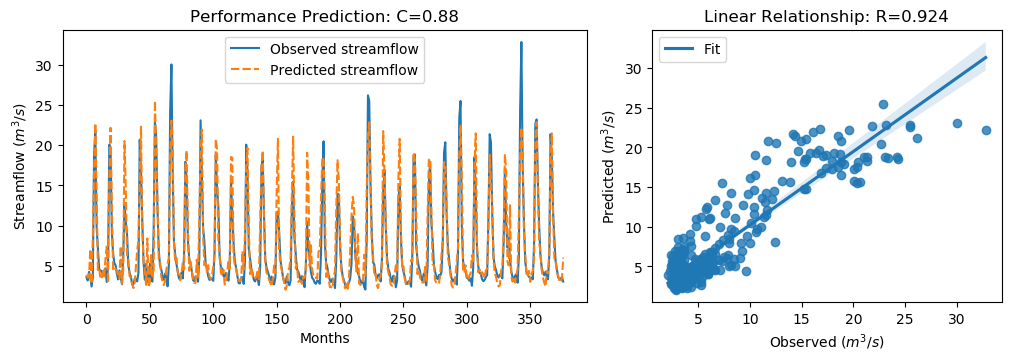 Performance Prediction: C=0.88
Observed streamflow
Predicted streamflow
Streamflow (m³/s)
30
25
20
15
10
5
0 50 100 150 200 250 300 350
Months
Linear Relationship: R=0.924
Fit
Predicted (m³/s)
30
25
20
15
10
5
5 10 15 20 25 30
Observed (m³/s)